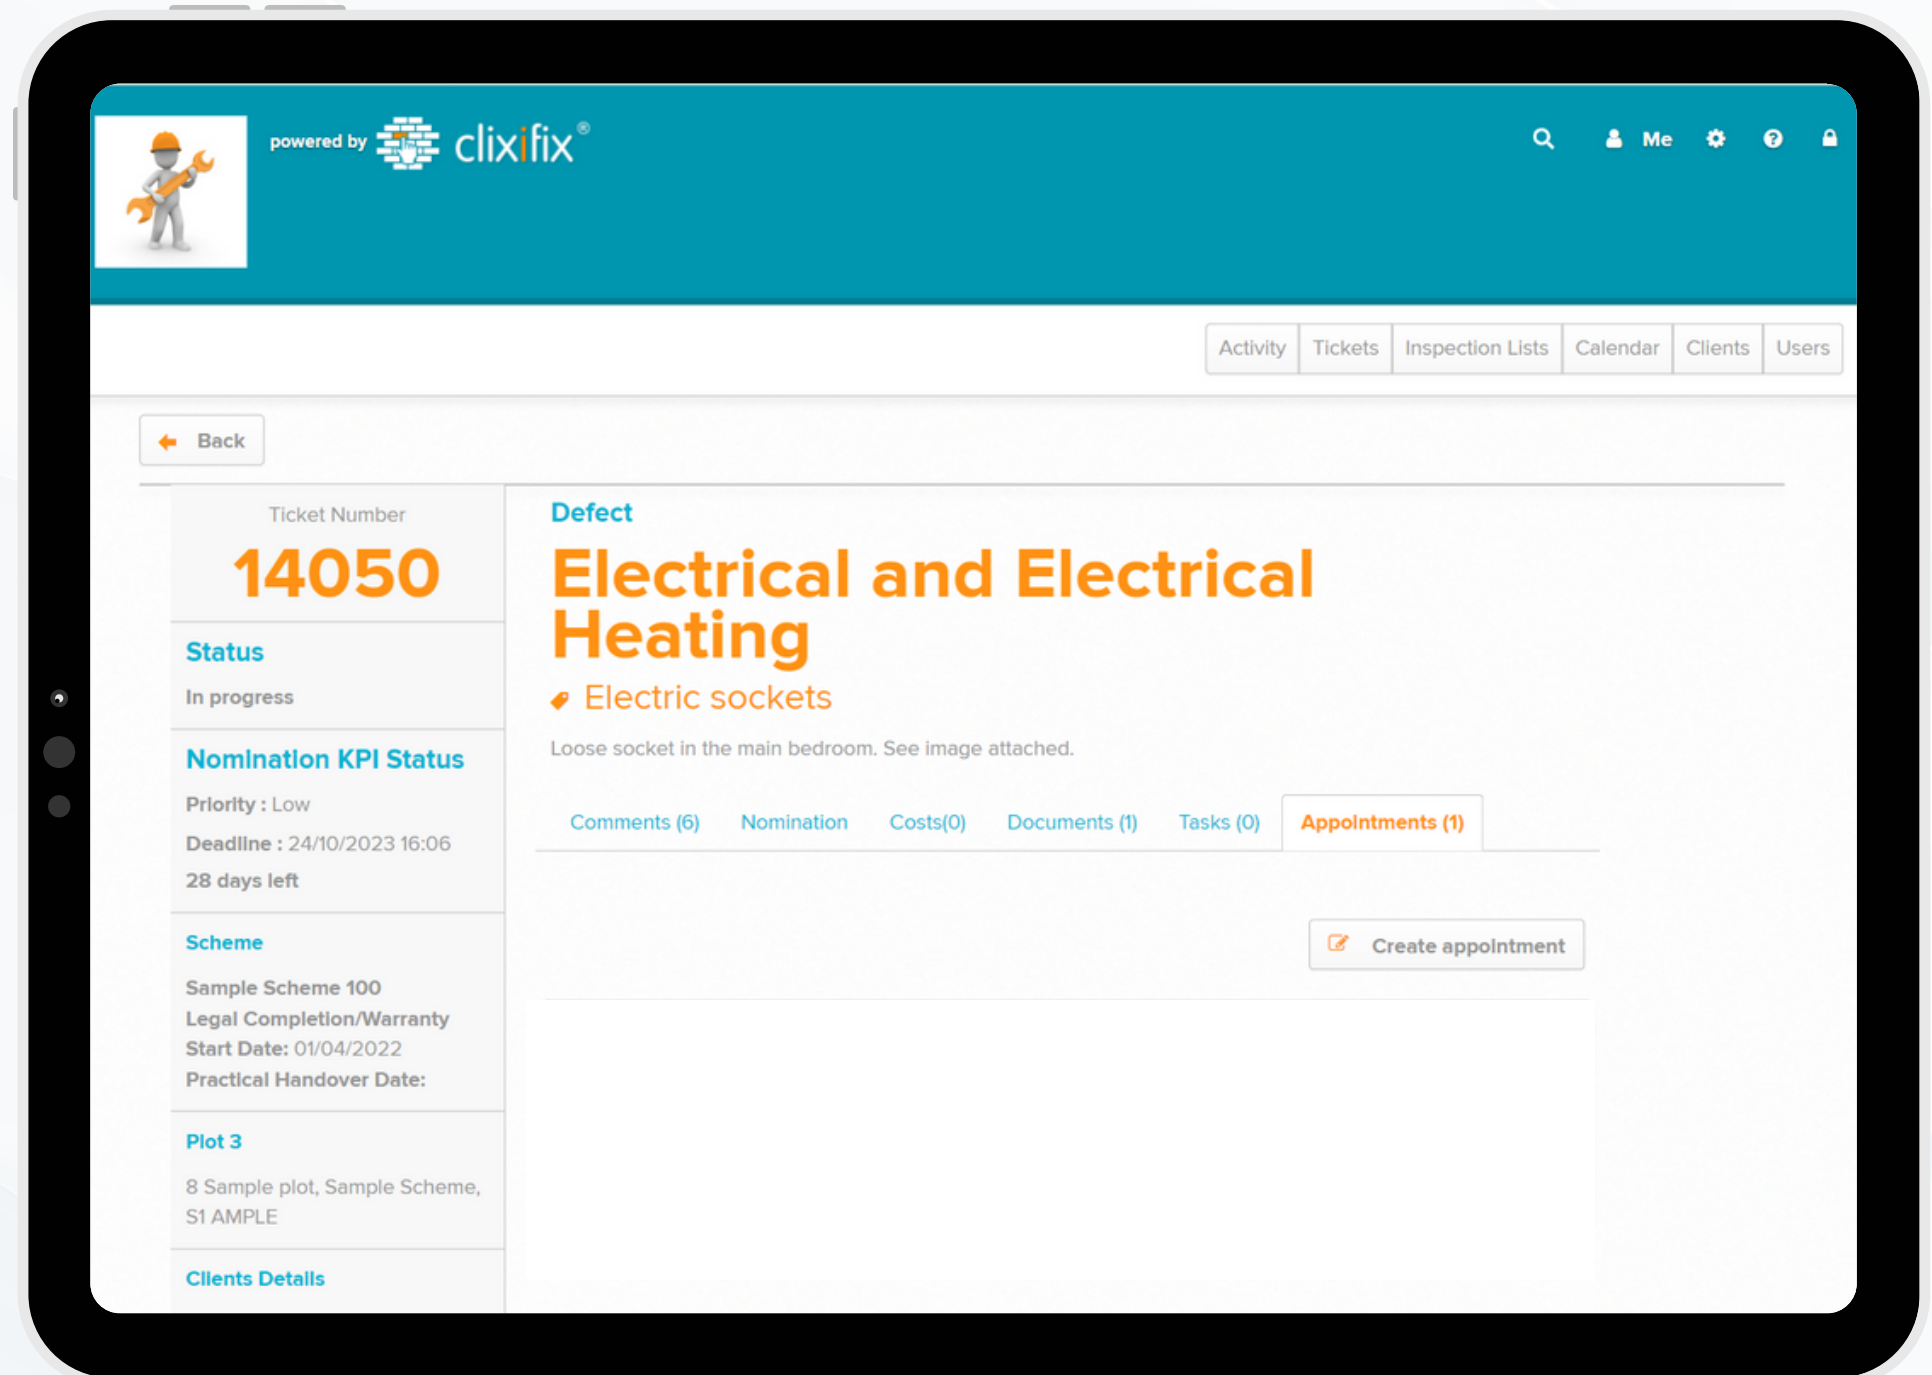 powered by clixifix®
Me
Activity Tickets Inspection Lists Calendar Clients Users
Back
Ticket Number
14050
Status
In progress
Nomination KPI Status
Priority : Low
Deadline : 24/10/2023 16:06
28 days left
Scheme
Sample Scheme 100
Legal Completion/Warranty
Start Date: 01/04/2022
Practical Handover Date:
Plot 3
8 Sample plot, Sample Scheme,
S1 AMPLE
Clients Details
Defect
Electrical and Electrical
Heating
Electric sockets
Loose socket in the main bedroom. See image attached.
Comments (6) Nomination Costs(0) Documents (1) Tasks (0) Appointments (1)
Create appointment